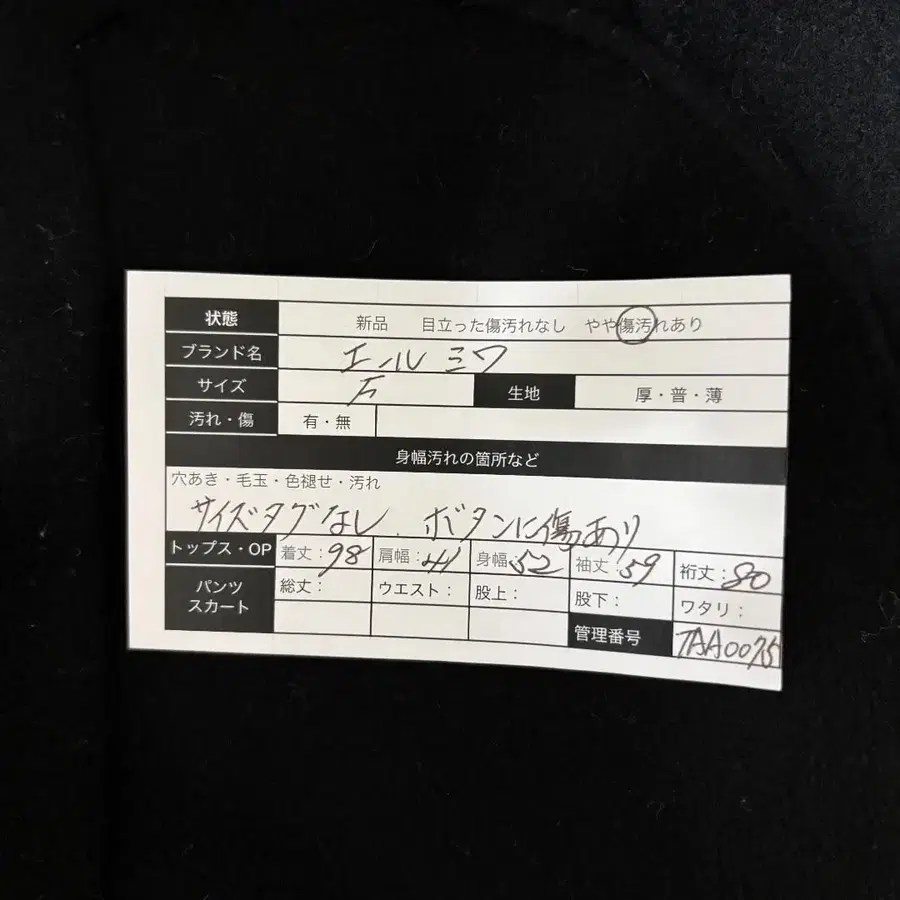 状態 新品 目立った傷汚れなし やや傷汚れあり
ブランド名 エールミワ
サイズ F 生地 厚・普・薄
汚れ・傷 有・無
身幅汚れの箇所など
穴あき・毛玉・色褪せ・汚れ
サイズタグなし、ボタンに傷あり
トップス・OP 着丈：98 肩幅：41 身幅：52 袖丈：59 裄丈：80
パンツ スカート 総丈： ウエスト： 股上： 股下： ワタリ：
管理番号 TAA0075